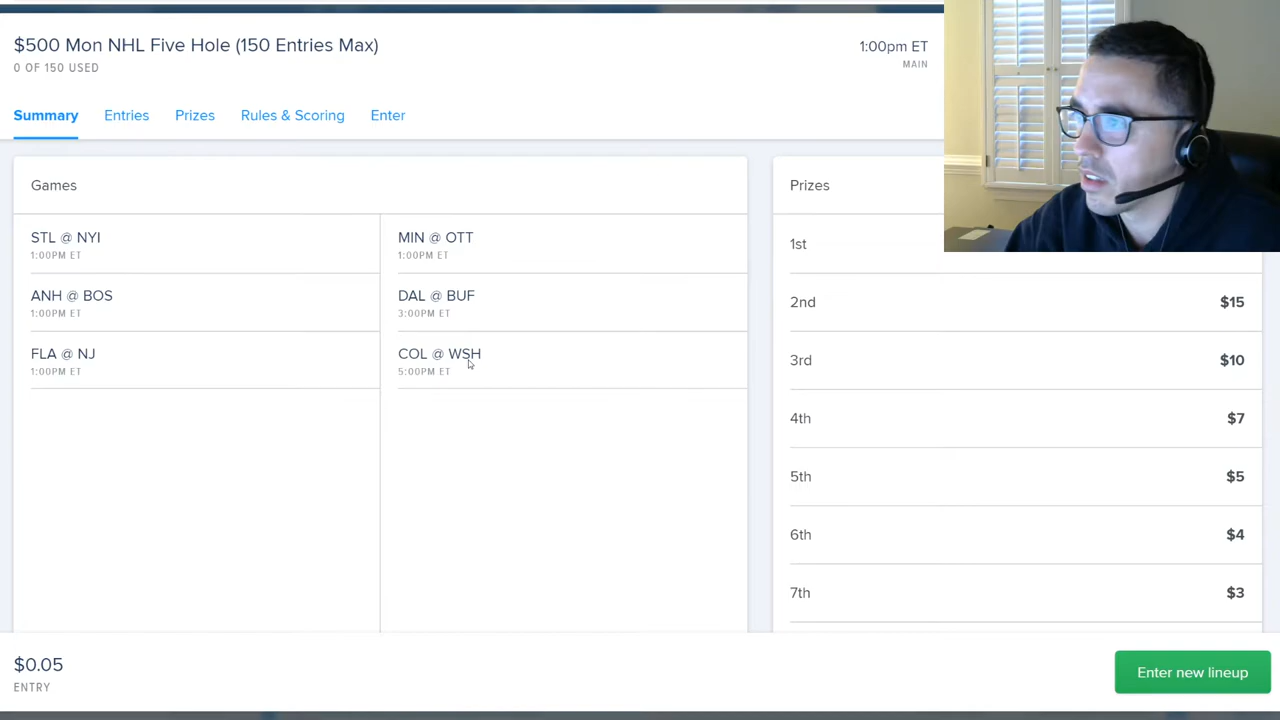 $500 Mon NHL Five Hole (150 Entries Max)
0 OF 150 USED
1:00pm ET
MAIN
Summary Entries Prizes Rules & Scoring Enter
Games
STL @ NYI
1:00PM ET
MIN @ OTT
1:00PM ET
ANH @ BOS
1:00PM ET
DAL @ BUF
3:00PM ET
FLA @ NJ
1:00PM ET
COL @ WSH
5:00PM ET
Prizes
1st
2nd $15
3rd $10
4th $7
5th $5
6th $4
7th $3
$0.05
ENTRY
Enter new lineup